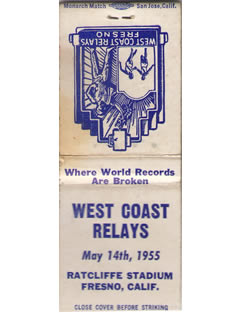 Monarch Match San Jose, Calif.
WEST COAST RELAYS
FRESNO
Where World Records
Are Broken
WEST COAST
RELAYS
May 14th, 1955
RATCLIFFE STADIUM
FRESNO, CALIF.
CLOSE COVER BEFORE STRIKING